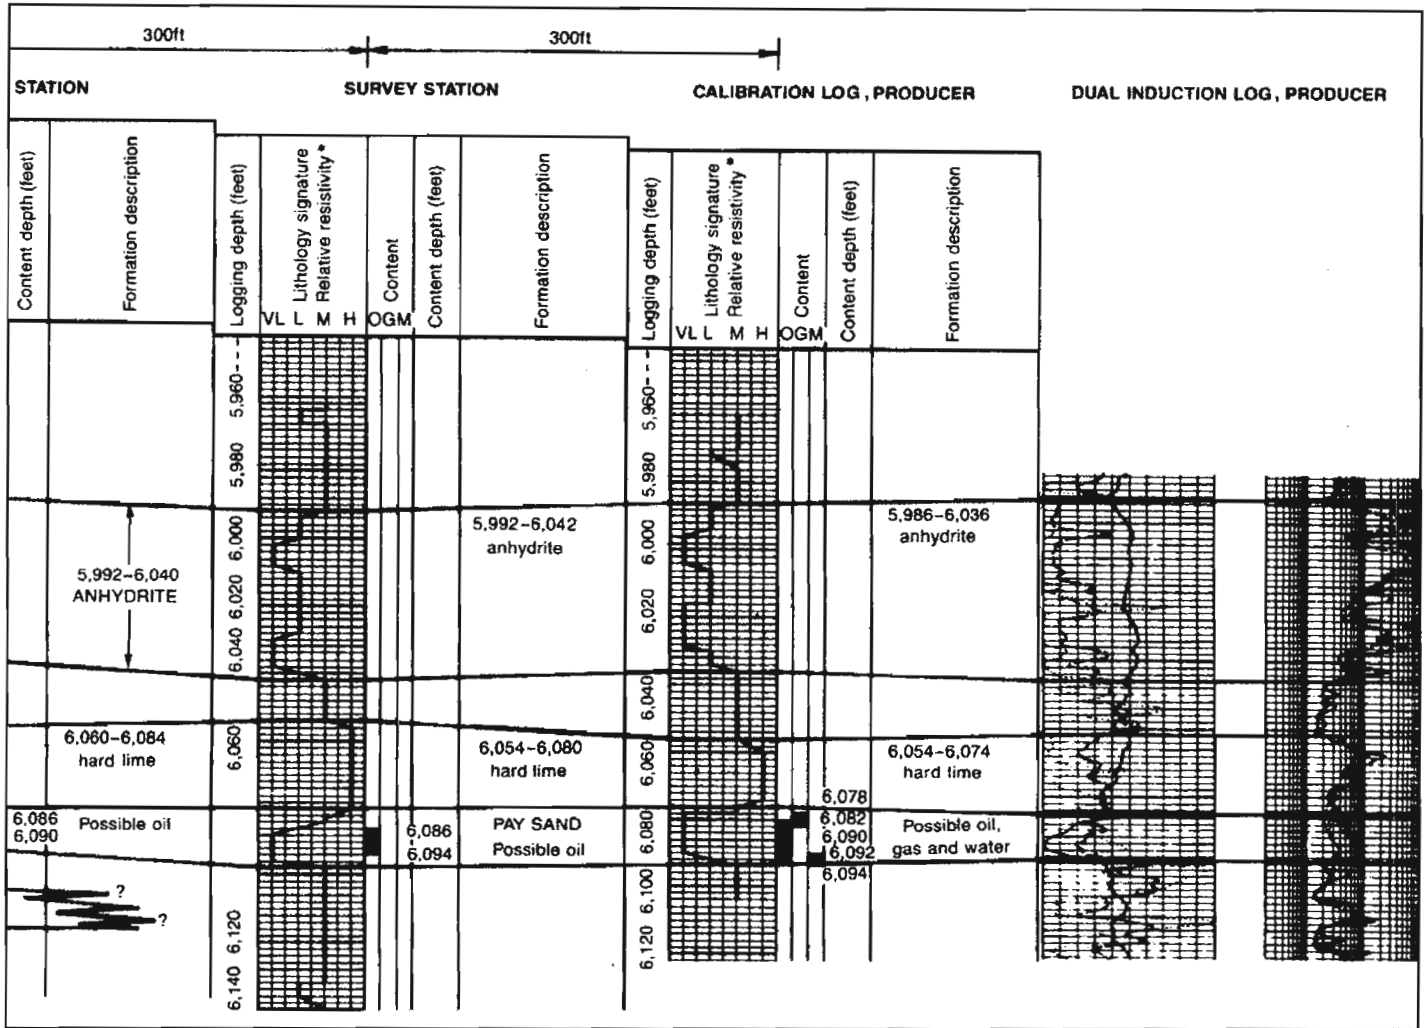 300ft
300ft
STATION
SURVEY STATION
CALIBRATION LOG, PRODUCER
DUAL INDUCTION LOG, PRODUCER
Content depth (feet)
Formation description
Logging depth (feet)
Lithology signature
Relative resistivity*
VL L M H
Content
OGM
Content depth (feet)
Formation description
Logging depth (feet)
Lithology signature
Relative resistivity*
VL L M H
Content
OGM
Content depth (feet)
Formation description
5,992–6,040
ANHYDRITE
6,060–6,084
hard lime
6,086
6,090
Possible oil
?
?
5,960---
5,980
6,000
6,020
6,040
6,060
6,120
6,140
5,992–6,042
anhydrite
6,054–6,080
hard lime
6,086
-
6,094
PAY SAND
Possible oil
5,960---
5,980
6,000
6,020
6,040
6,060
6,080
6,100
6,120
5,986–6,036
anhydrite
6,054–6,074
hard lime
6,078
6,082
6,090
6,092
6,094
Possible oil,
gas and water